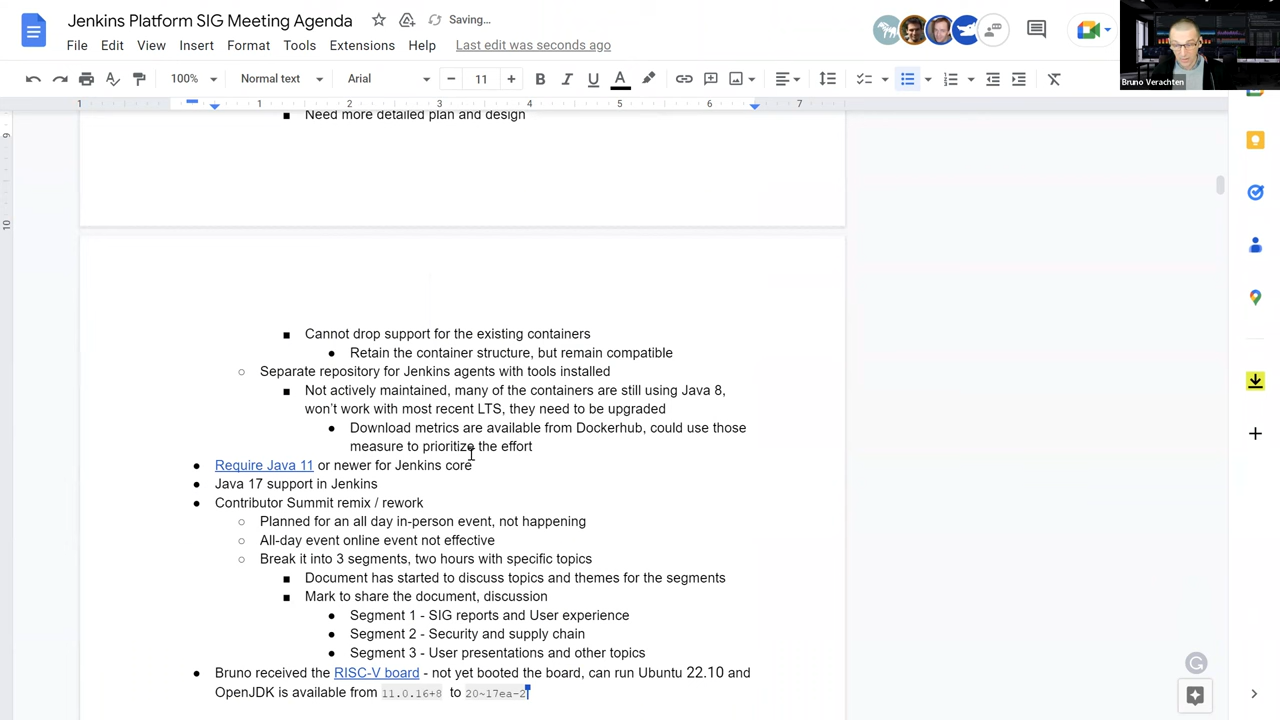 Jenkins Platform SIG Meeting Agenda
Saving...
File Edit View Insert Format Tools Extensions Help Last edit was seconds ago
100% Normal text Arial 11
1 1 2 3 4 5 6 7
Bruno Verachten
9
10
■ Need more detailed plan and design
■ Cannot drop support for the existing containers
● Retain the container structure, but remain compatible
○ Separate repository for Jenkins agents with tools installed
■ Not actively maintained, many of the containers are still using Java 8,
won't work with most recent LTS, they need to be upgraded
● Download metrics are available from Dockerhub, could use those
measure to prioritize the effort
● Require Java 11 or newer for Jenkins core
● Java 17 support in Jenkins
● Contributor Summit remix / rework
○ Planned for an all day in-person event, not happening
○ All-day event online event not effective
○ Break it into 3 segments, two hours with specific topics
■ Document has started to discuss topics and themes for the segments
■ Mark to share the document, discussion
● Segment 1 - SIG reports and User experience
● Segment 2 - Security and supply chain
● Segment 3 - User presentations and other topics
● Bruno received the RISC-V board - not yet booted the board, can run Ubuntu 22.10 and
OpenJDK is available from 11.0.16+8 to 20~17ea-2